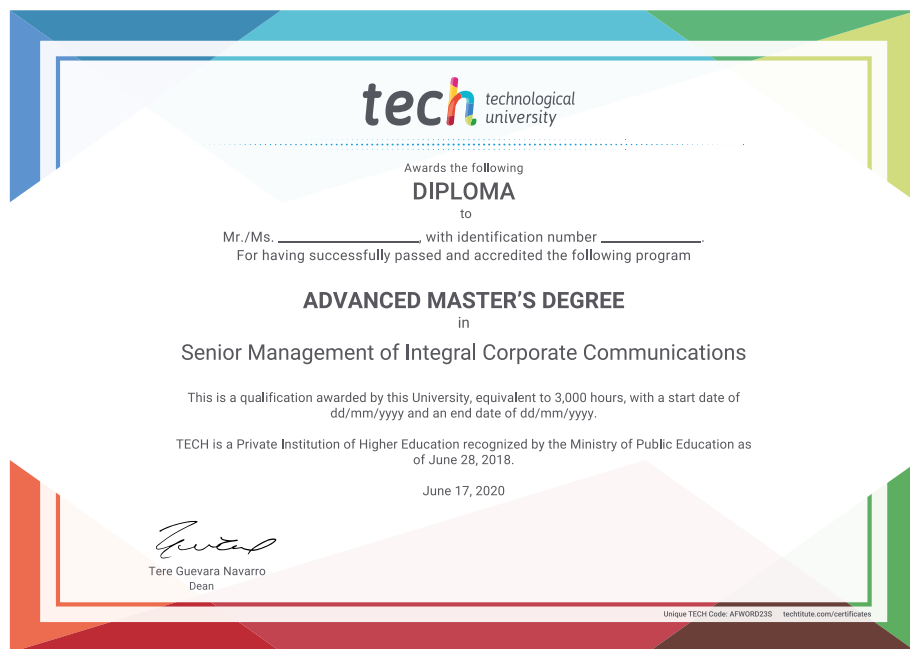 tech technological
university
Awards the following
DIPLOMA
to
Mr./Ms. ____________________, with identification number ______________.
For having successfully passed and accredited the following program
ADVANCED MASTER'S DEGREE
in
Senior Management of Integral Corporate Communications
This is a qualification awarded by this University, equivalent to 3,000 hours, with a start date of
dd/mm/yyyy and an end date of dd/mm/yyyy.
TECH is a Private Institution of Higher Education recognized by the Ministry of Public Education as
of June 28, 2018.
June 17, 2020
Tere Guevara Navarro
Dean
Unique TECH Code: AFWORD23S techtitute.com/certificates